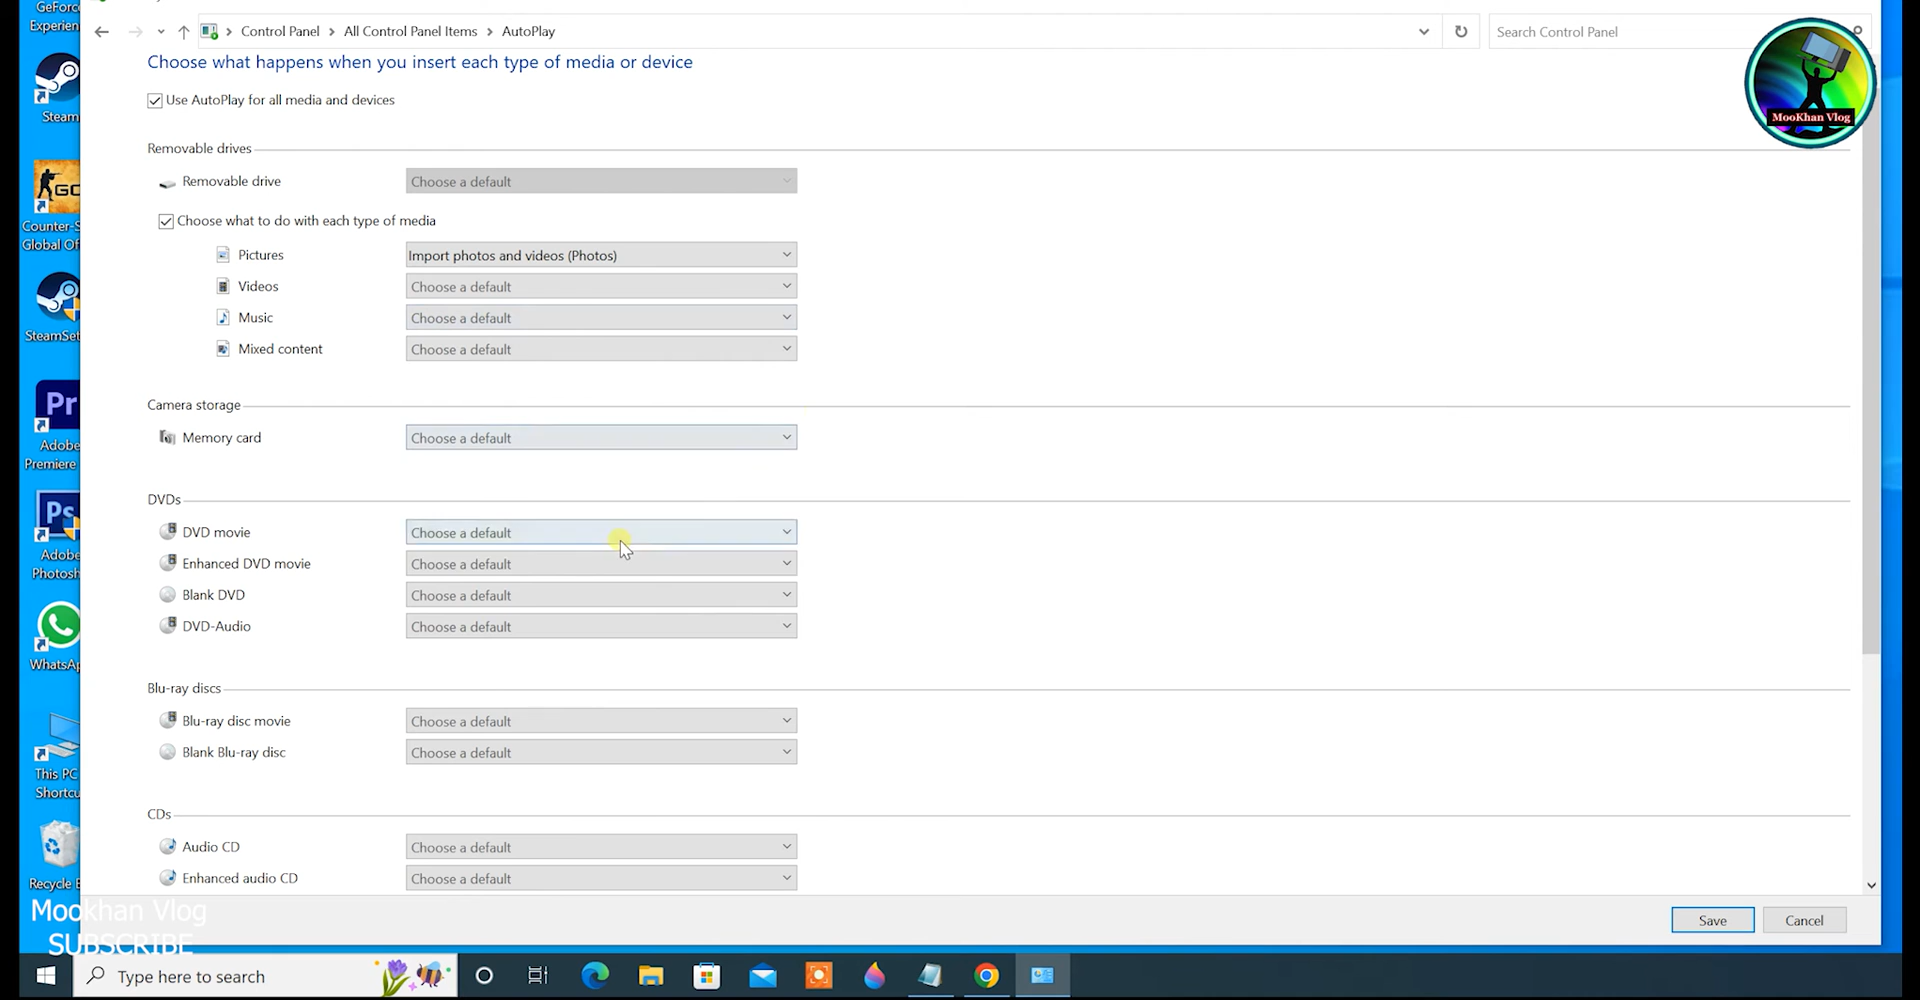 GeForce
Experien
Control Panel
All Control Panel Items
AutoPlay
Search Control Panel
Choose what happens when you insert each type of media or device
MooKhan Vlog
Use AutoPlay for all media and devices
Steam
Removable drives
Removable drive
Choose a default
GO
Counter-S
Global Of
Choose what to do with each type of media
Pictures
Import photos and videos (Photos)
Videos
Choose a default
Music
Choose a default
SteamSet
Mixed content
Choose a default
Camera storage
Pr
Adobe
Premiere
Memory card
Choose a default
DVDs
Ps
Adobe
Photosh
DVD movie
Choose a default
Enhanced DVD movie
Choose a default
Blank DVD
Choose a default
DVD-Audio
Choose a default
WhatsAp
Blu-ray discs
Blu-ray disc movie
Choose a default
Blank Blu-ray disc
Choose a default
This PC
Shortcu
CDs
Audio CD
Choose a default
Enhanced audio CD
Choose a default
Recycle B
Mookhan Vlog
SUBSCRIBE
Save
Cancel
Type here to search